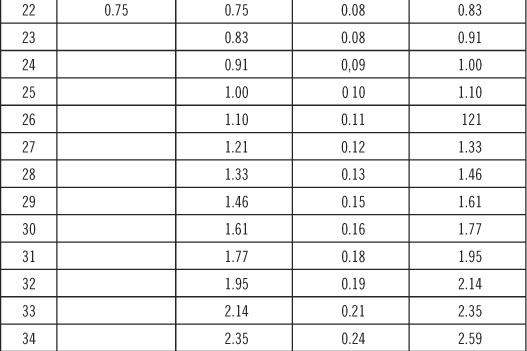 22 0.75 0.75 0.08 0.83
23 0.83 0.08 0.91
24 0.91 0,09 1.00
25 1.00 0 10 1.10
26 1.10 0.11 121
27 1.21 0.12 1.33
28 1.33 0.13 1.46
29 1.46 0.15 1.61
30 1.61 0.16 1.77
31 1.77 0.18 1.95
32 1.95 0.19 2.14
33 2.14 0.21 2.35
34 2.35 0.24 2.59